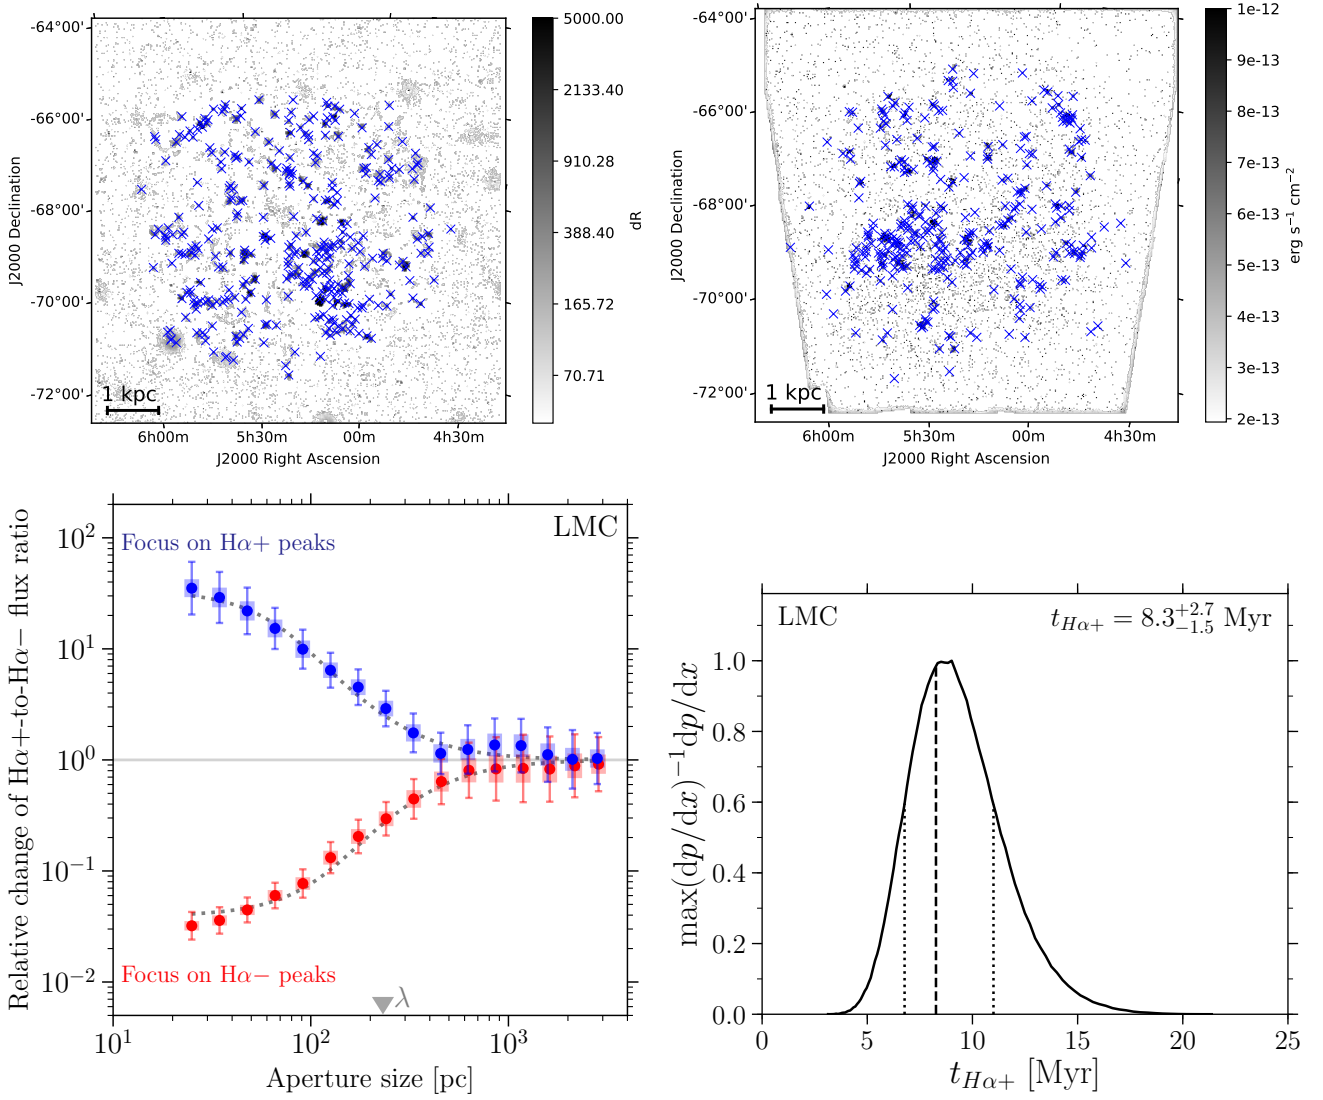 -64°00'
-66°00'
-68°00'
-70°00'
-72°00'
J2000 Declination
1 kpc
6h00m 5h30m 00m 4h30m
J2000 Right Ascension
5000.00
2133.40
910.28
388.40
165.72
70.71
dR
-64°00'
-66°00'
-68°00'
-70°00'
-72°00'
J2000 Declination
1 kpc
6h00m 5h30m 00m 4h30m
J2000 Right Ascension
1e-12
9e-13
8e-13
7e-13
6e-13
5e-13
4e-13
3e-13
2e-13
erg s⁻¹ cm⁻²
LMC
Focus on Hα+ peaks
Focus on Hα− peaks
λ
10²
10¹
10⁰
10⁻¹
10⁻²
Relative change of Hα+-to-Hα− flux ratio
10¹ 10² 10³
Aperture size [pc]
LMC
t_{Hα+} = 8.3^{+2.7}_{−1.5} Myr
1.0
0.8
0.6
0.4
0.2
0.0
max(dp/dx)⁻¹dp/dx
0 5 10 15 20 25
t_{Hα+} [Myr]